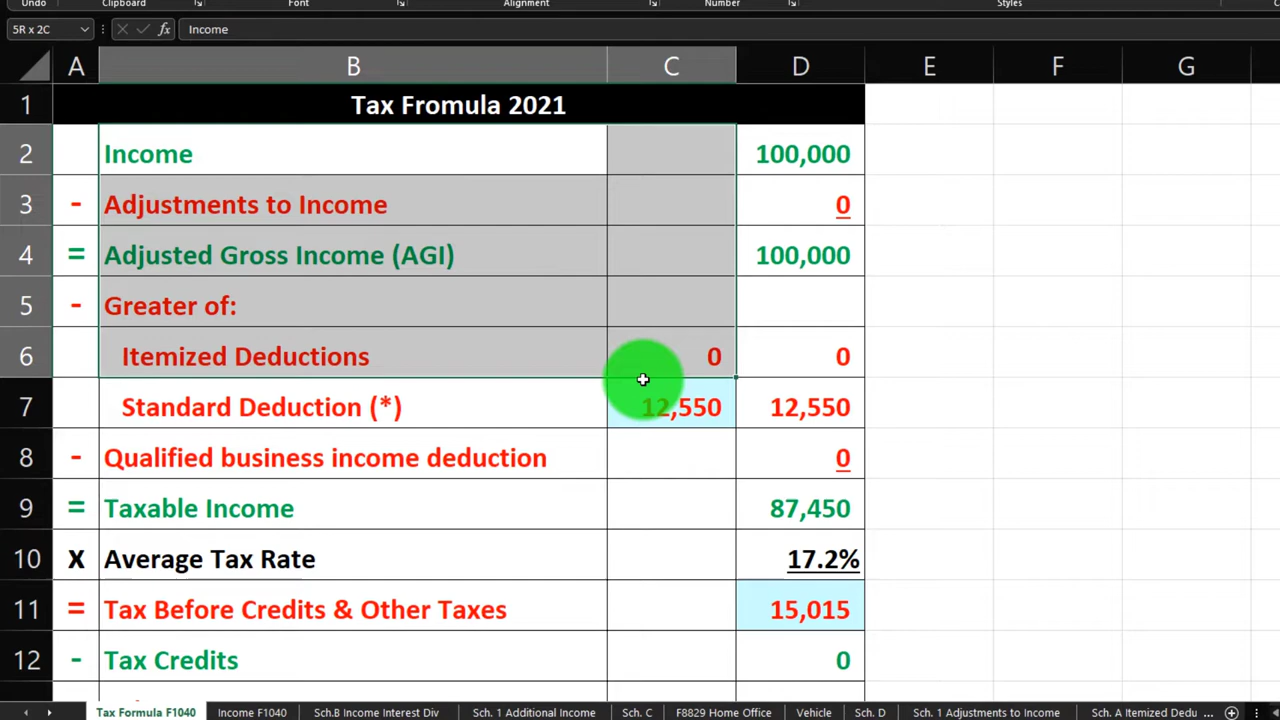 Undo Clipboard Font Alignment Number Styles
5R x 2C fx Income
A B C D E F G
1 Tax Fromula 2021
2 Income 100,000
3 - Adjustments to Income 0
4 = Adjusted Gross Income (AGI) 100,000
5 - Greater of:
6 Itemized Deductions 0 0
7 Standard Deduction (*) 12,550 12,550
8 - Qualified business income deduction 0
9 = Taxable Income 87,450
10 X Average Tax Rate 17.2%
11 = Tax Before Credits & Other Taxes 15,015
12 - Tax Credits 0
Tax Formula F1040 Income F1040 Sch.B Income Interest Div Sch. 1 Additional Income Sch. C F8829 Home Office Vehicle Sch. D Sch. 1 Adjustments to Income Sch. A Itemized Dedu ...